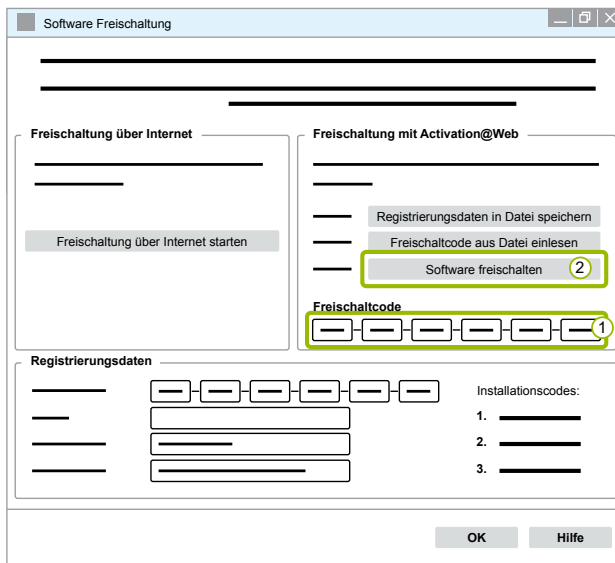 Software Freischaltung
Freischaltung über Internet
Freischaltung über Internet starten
Freischaltung mit Activation@Web
Registrierungsdaten in Datei speichern
Freischaltcode aus Datei einlesen
Software freischalten 2
Freischaltcode
1
Registrierungsdaten
Installationscodes:
1.
2.
3.
OK Hilfe